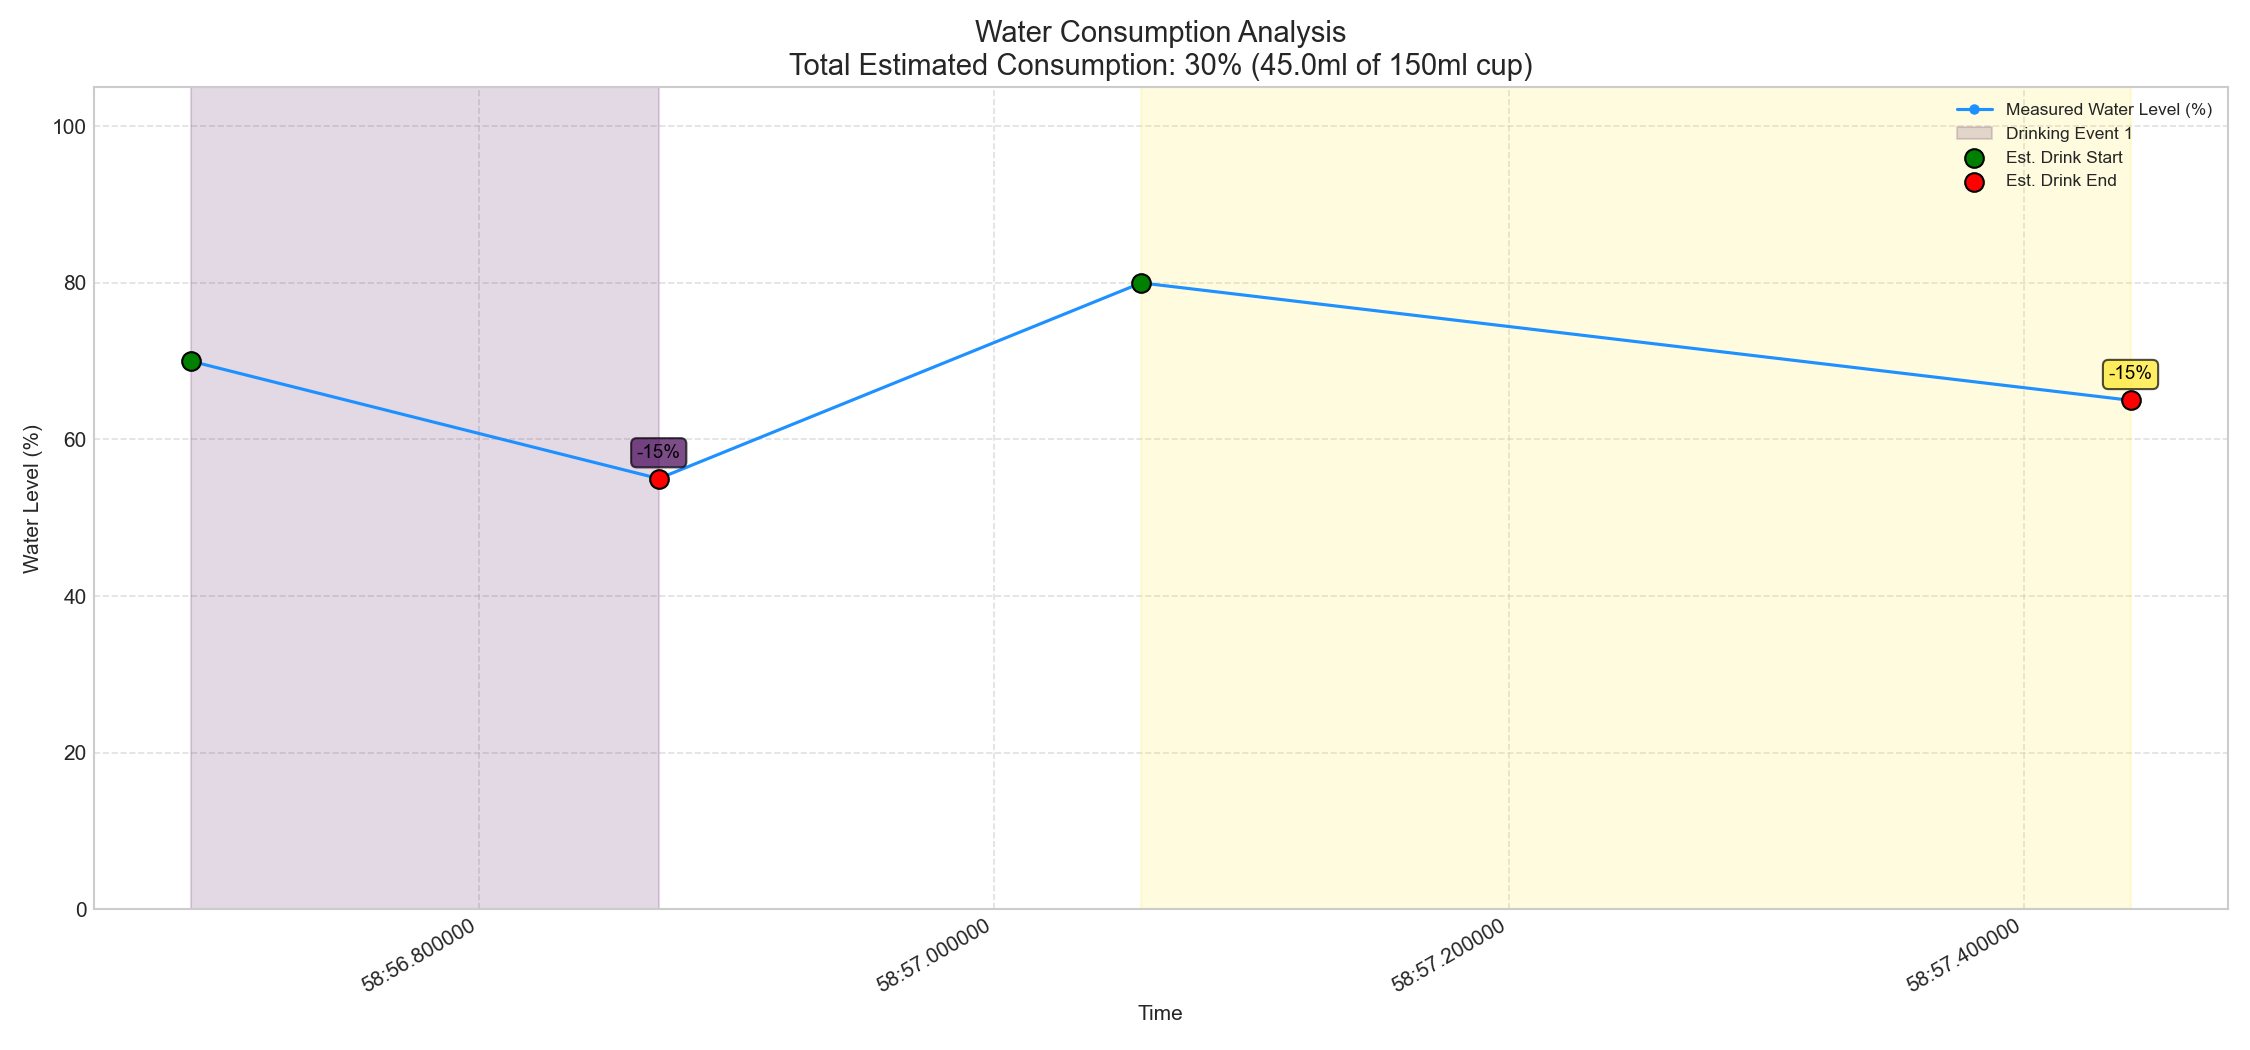 Water Consumption Analysis
Total Estimated Consumption: 30% (45.0ml of 150ml cup)
Water Level (%)
100
80
60
40
20
0
Measured Water Level (%)
Drinking Event 1
Est. Drink Start
Est. Drink End
-15%
-15%
58:56.800000
58:57.000000
58:57.200000
58:57.400000
Time